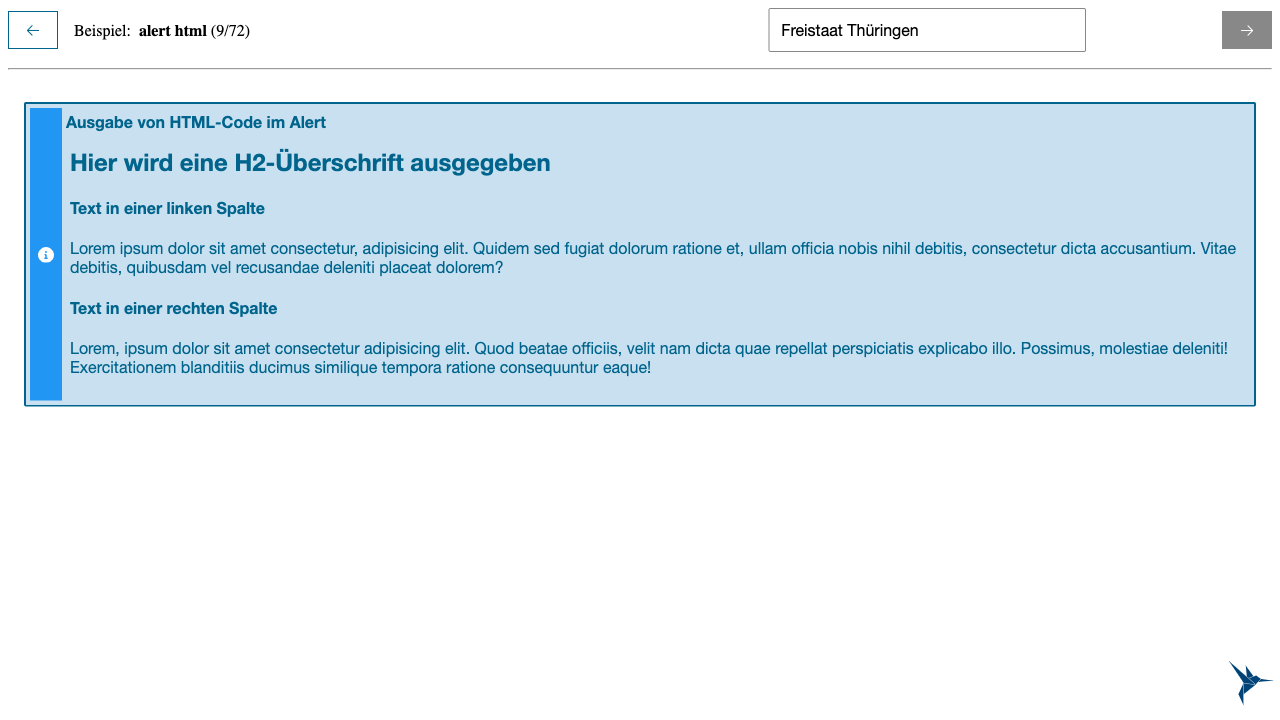 Beispiel: alert html (9/72)
Freistaat Thüringen
Ausgabe von HTML-Code im Alert
Hier wird eine H2-Überschrift ausgegeben
Text in einer linken Spalte
Lorem ipsum dolor sit amet consectetur, adipisicing elit. Quidem sed fugiat dolorum ratione et, ullam officia nobis nihil debitis, consectetur dicta accusantium. Vitae
debitis, quibusdam vel recusandae deleniti placeat dolorem?
Text in einer rechten Spalte
Lorem, ipsum dolor sit amet consectetur adipisicing elit. Quod beatae officiis, velit nam dicta quae repellat perspiciatis explicabo illo. Possimus, molestiae deleniti!
Exercitationem blanditiis ducimus similique tempora ratione consequuntur eaque!